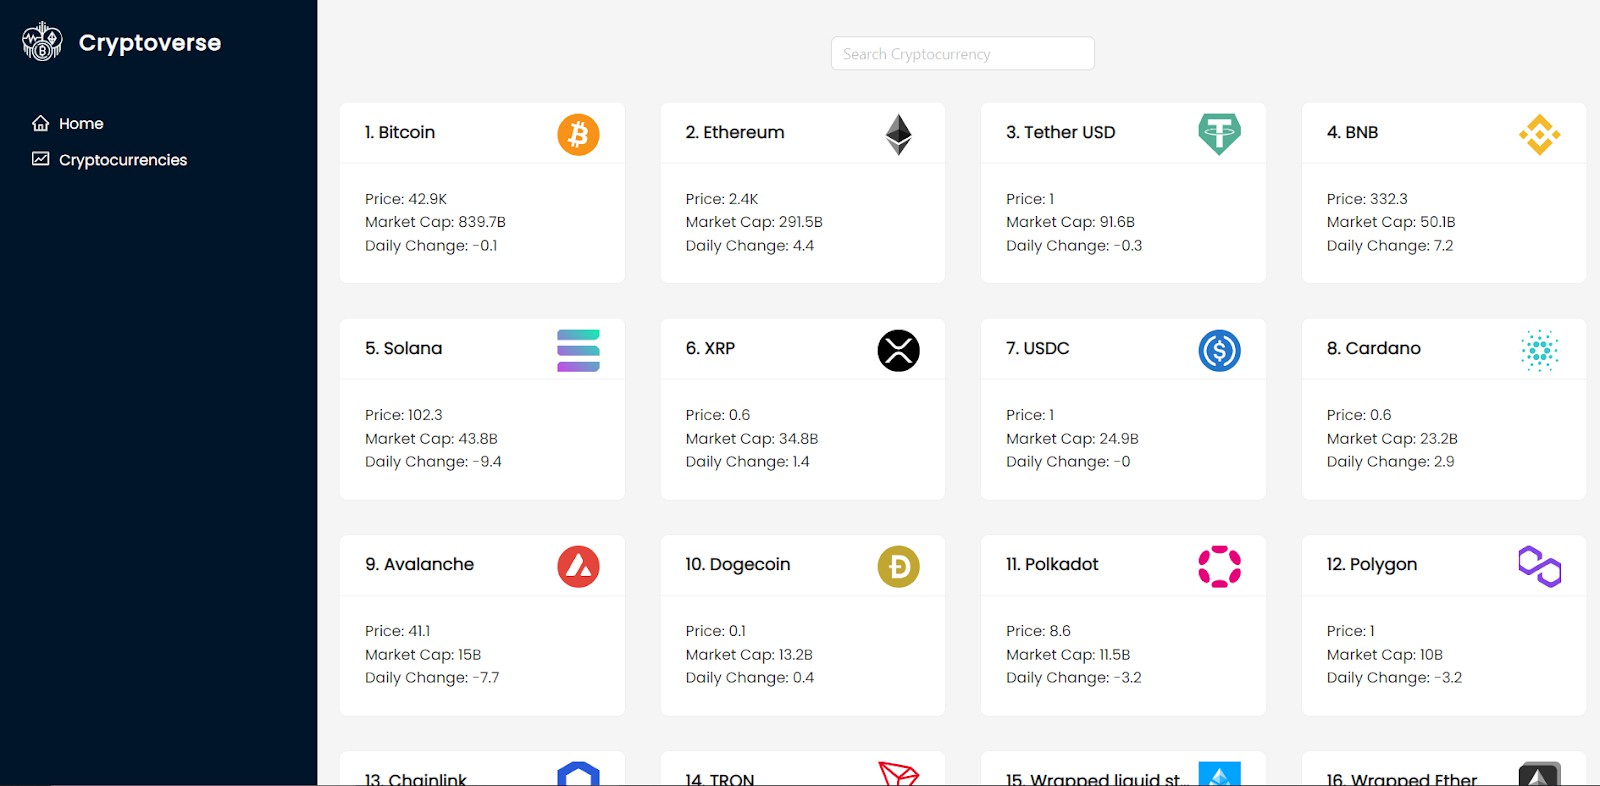 Cryptoverse
Home
Cryptocurrencies
Search Cryptocurrency
1. Bitcoin
Price: 42.9K
Market Cap: 839.7B
Daily Change: -0.1
2. Ethereum
Price: 2.4K
Market Cap: 291.5B
Daily Change: 4.4
3. Tether USD
Price: 1
Market Cap: 91.6B
Daily Change: -0.3
4. BNB
Price: 332.3
Market Cap: 50.1B
Daily Change: 7.2
5. Solana
Price: 102.3
Market Cap: 43.8B
Daily Change: -9.4
6. XRP
Price: 0.6
Market Cap: 34.8B
Daily Change: 1.4
7. USDC
Price: 1
Market Cap: 24.9B
Daily Change: -0
8. Cardano
Price: 0.6
Market Cap: 23.2B
Daily Change: 2.9
9. Avalanche
Price: 41.1
Market Cap: 15B
Daily Change: -7.7
10. Dogecoin
Price: 0.1
Market Cap: 13.2B
Daily Change: 0.4
11. Polkadot
Price: 8.6
Market Cap: 11.5B
Daily Change: -3.2
12. Polygon
Price: 1
Market Cap: 10B
Daily Change: -3.2
13. Chainlink
14. TRON
15. Wrapped liquid st...
16. Wrapped Ether